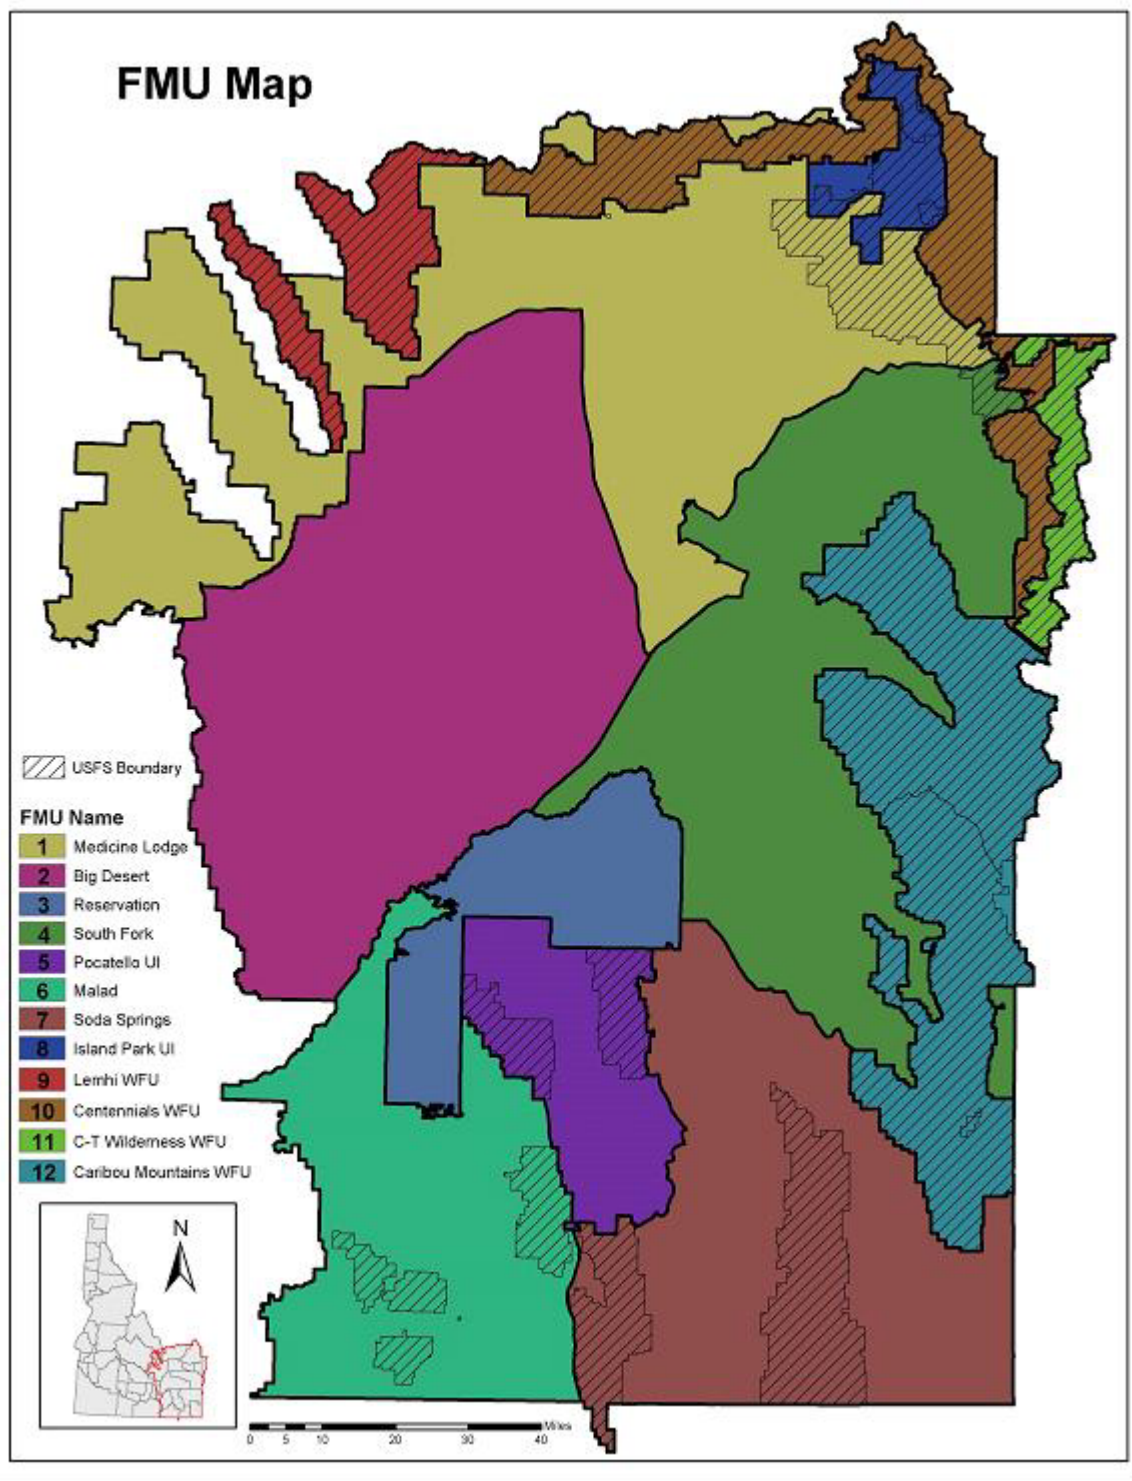 FMU Map
USFS Boundary
FMU Name
1 Medicine Lodge
2 Big Desert
3 Reservation
4 South Fork
5 Pocatello UI
6 Malad
7 Soda Springs
8 Island Park UI
9 Lemhi WFU
10 Centennials WFU
11 C-T Wilderness WFU
12 Caribou Mountains WFU
N
Miles
0 5 10 20 30 40